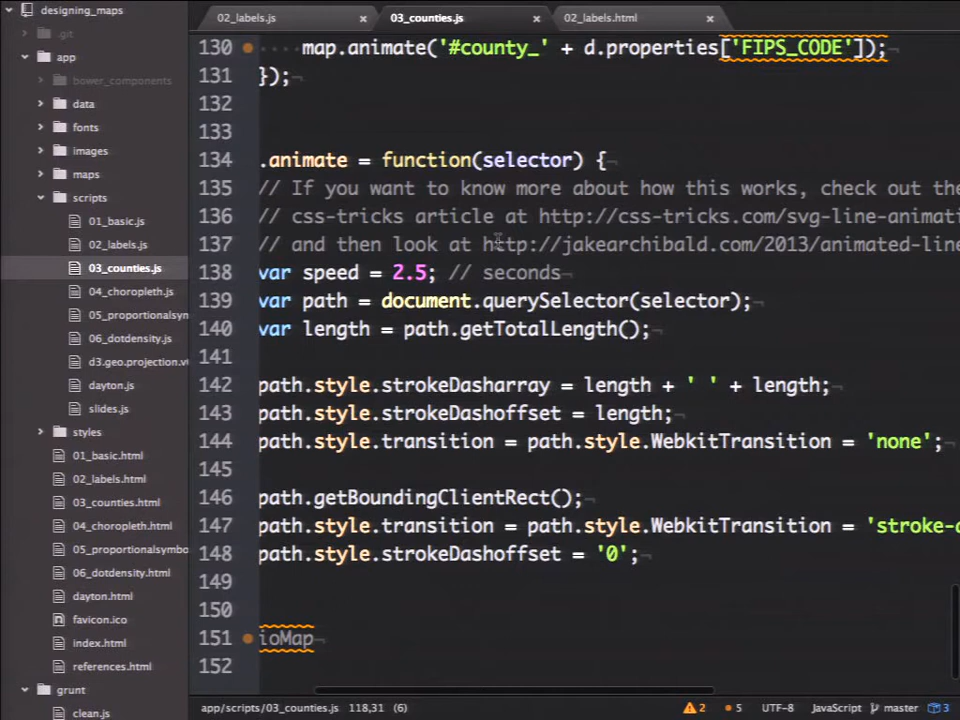 designing_maps
.git
app
bower_components
data
fonts
images
maps
scripts
01_basic.js
02_labels.js
03_counties.js
04_choropleth.js
05_proportionalsym
06_dotdensity.js
d3.geo.projection.v
dayton.js
slides.js
styles
01_basic.html
02_labels.html
03_counties.html
04_choropleth.html
05_proportionalsymbo
06_dotdensity.html
dayton.html
favicon.ico
index.html
references.html
grunt
clean.js
02_labels.js
03_counties.js
02_labels.html
130 map.animate('#county_' + d.properties['FIPS_CODE']);
131 });
132
133
134 .animate = function(selector) {
135 // If you want to know more about how this works, check out the
136 // css-tricks article at http://css-tricks.com/svg-line-animati
137 // and then look at http://jakearchibald.com/2013/animated-line
138 var speed = 2.5; // seconds
139 var path = document.querySelector(selector);
140 var length = path.getTotalLength();
141
142 path.style.strokeDasharray = length + ' ' + length;
143 path.style.strokeDashoffset = length;
144 path.style.transition = path.style.WebkitTransition = 'none';
145
146 path.getBoundingClientRect();
147 path.style.transition = path.style.WebkitTransition = 'stroke-d
148 path.style.strokeDashoffset = '0';
149
150
151 ioMap
152
app/scripts/03_counties.js 118,31 (6) 2 5 UTF-8 JavaScript master 3